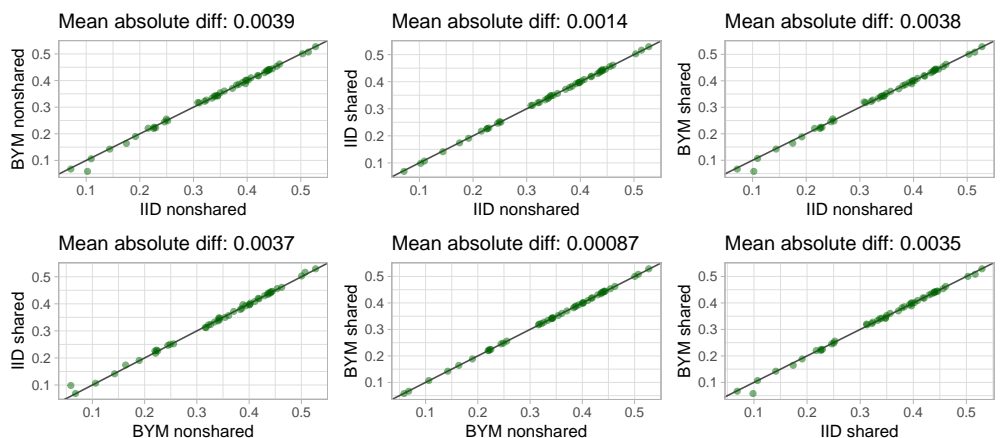 Mean absolute diff: 0.0039
BYM nonshared
0.5
0.4
0.3
0.2
0.1
0.1 0.2 0.3 0.4 0.5
IID nonshared
Mean absolute diff: 0.0014
IID shared
0.5
0.4
0.3
0.2
0.1
0.1 0.2 0.3 0.4 0.5
IID nonshared
Mean absolute diff: 0.0038
BYM shared
0.5
0.4
0.3
0.2
0.1
0.1 0.2 0.3 0.4 0.5
IID nonshared
Mean absolute diff: 0.0037
IID shared
0.5
0.4
0.3
0.2
0.1
0.1 0.2 0.3 0.4 0.5
BYM nonshared
Mean absolute diff: 0.00087
BYM shared
0.5
0.4
0.3
0.2
0.1
0.1 0.2 0.3 0.4 0.5
BYM nonshared
Mean absolute diff: 0.0035
BYM shared
0.5
0.4
0.3
0.2
0.1
0.1 0.2 0.3 0.4 0.5
IID shared